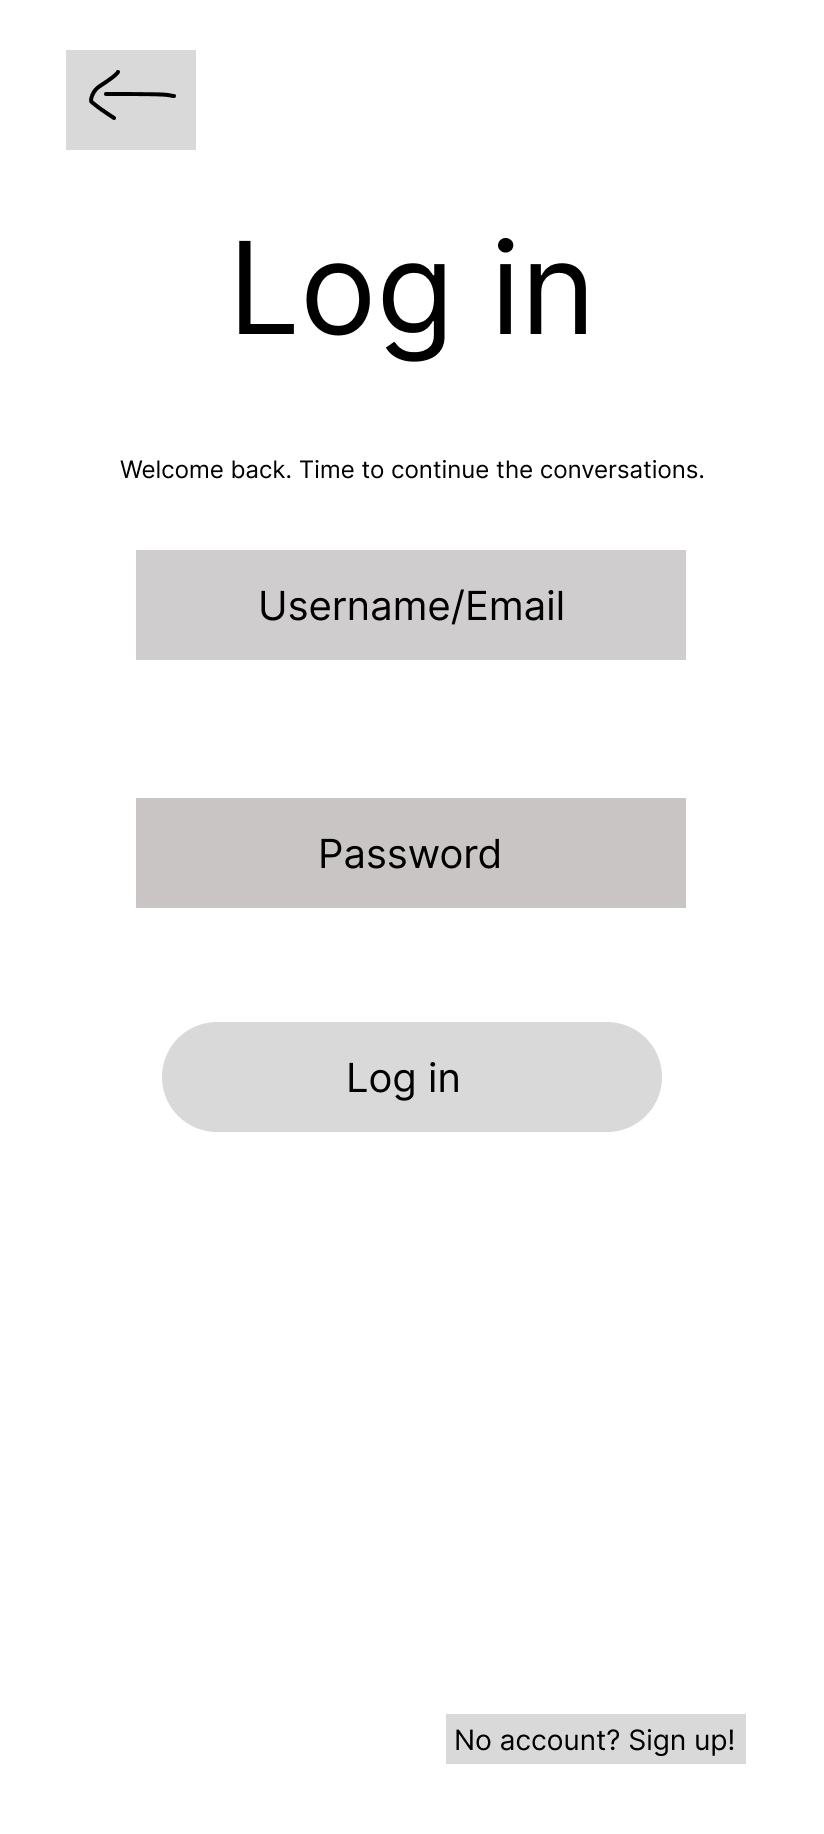 Log in
Welcome back. Time to continue the conversations.
Username/Email
Password
Log in
No account? Sign up!